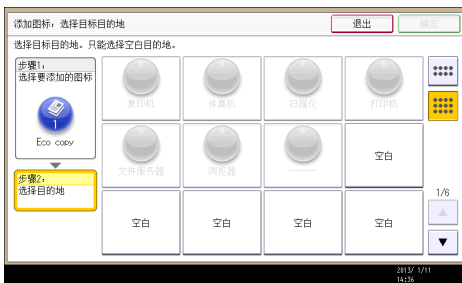 添加图标：选择目标目的地
退出
确定
选择目标目的地。只能选择空白目的地。
步骤1：
选择要添加的图标
1
Eco copy
步骤2：
选择目的地
复印机
传真机
扫描仪
打印机
文件服务器
浏览器
空白
空白
空白
空白
空白
1/6
2013/ 1/11
14:36